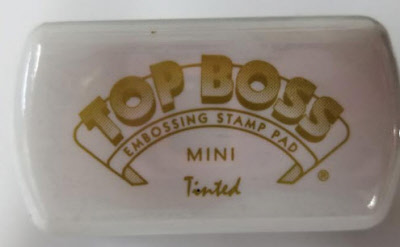 TOP BOSS
EMBOSSING STAMP PAD
MINI
Tinted
®